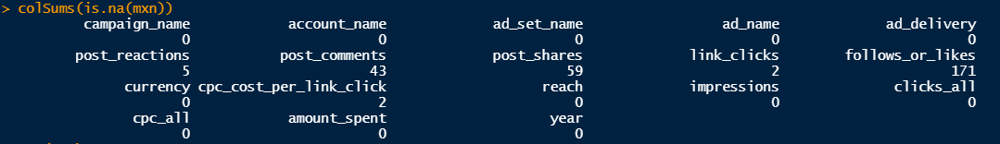 > colSums(is.na(mxn))
campaign_name account_name ad_set_name ad_name ad_delivery
0 0 0 0 0
post_reactions post_comments post_shares link_clicks follows_or_likes
5 43 59 2 171
currency cpc_cost_per_link_click reach impressions clicks_all
0 2 0 0 0
cpc_all amount_spent year
0 0 0